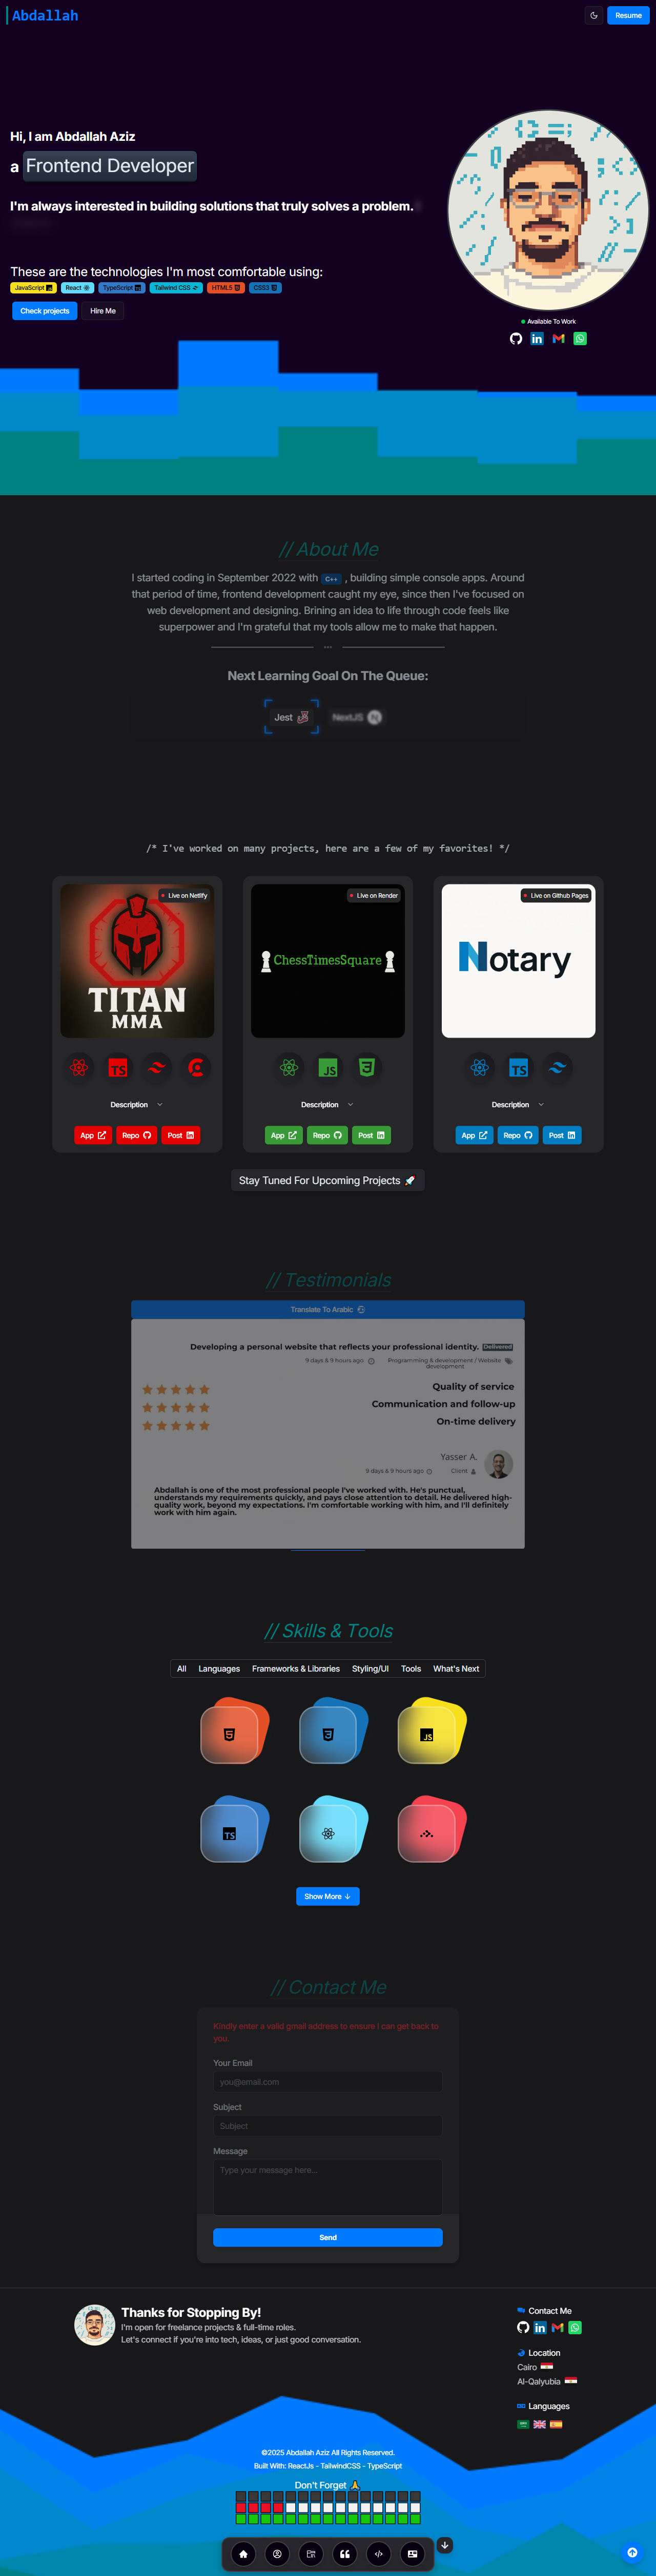 Abdallah
Resume
Hi, I am Abdallah Aziz
a Frontend Developer
I'm always interested in building solutions that truly solves a problem.
These are the technologies I'm most comfortable using:
JavaScript JS React TypeScript TS Tailwind CSS HTML5 CSS3
Check projects Hire Me
Available To Work
// About Me
I started coding in September 2022 with C++ , building simple console apps. Around
that period of time, frontend development caught my eye, since then I've focused on
web development and designing. Brining an idea to life through code feels like
superpower and I'm grateful that my tools allow me to make that happen.
Next Learning Goal On The Queue:
Jest NextJS
/* I've worked on many projects, here are a few of my favorites! */
Live on Netlify
TITAN
MMA
TS
Description
App Repo Post
Live on Render
ChessTimesSquare
JS
Description
App Repo Post
Live on Github Pages
Notary
TS
Description
App Repo Post
Stay Tuned For Upcoming Projects 🚀
// Testimonials
Translate To Arabic
Developing a personal website that reflects your professional identity. Delivered
9 days & 9 hours ago Programming & development / Website
development
Quality of service
Communication and follow-up
On-time delivery
Yasser A.
9 days & 9 hours ago Client
Abdallah is one of the most professional people I've worked with. He's punctual,
understands my requirements quickly, and pays close attention to detail. He delivered high-
quality work, beyond my expectations. I'm comfortable working with him, and I'll definitely
work with him again.
// Skills & Tools
All Languages Frameworks & Libraries Styling/UI Tools What's Next
JS
TS
Show More ↓
// Contact Me
Kindly enter a valid gmail address to ensure i can get back to
you.
Your Email
you@email.com
Subject
Subject
Message
Type your message here...
Send
Thanks for Stopping By!
I'm open for freelance projects & full-time roles.
Let's connect if you're into tech, ideas, or just good conversation.
Contact Me
Location
Cairo
Al-Qalyubia
Languages
©2025 Abdallah Aziz All Rights Reserved.
Built With: ReactJs - TailwindCSS - TypeScript
Don't Forget